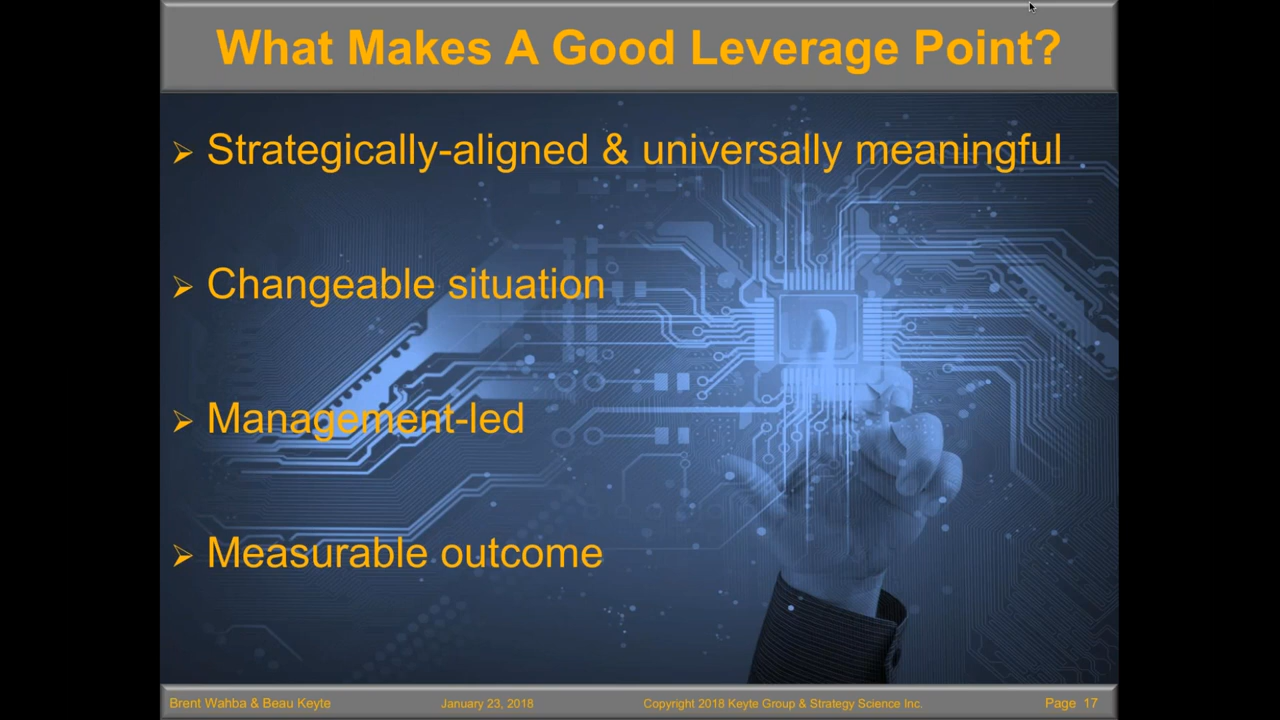 What Makes A Good Leverage Point?
Strategically-aligned & universally meaningful
Changeable situation
Management-led
Measurable outcome
Brent Wahba & Beau Keyte January 23, 2018 Copyright 2018 Keyte Group & Strategy Science Inc. Page 17